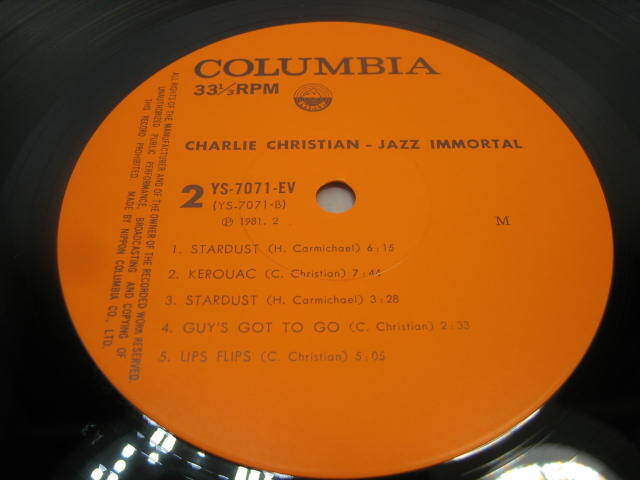 COLUMBIA
33⅓RPM
CHARLIE CHRISTIAN - JAZZ IMMORTAL
2 YS-7071-EV
(YS-7071-B)
Ⓟ 1981. 2
M
1. STARDUST (H. Carmichael) 6:15
2. KEROUAC (C. Christian) 7:44
3. STARDUST (H. Carmichael) 3:28
4. GUY'S GOT TO GO (C. Christian) 2:33
5. LIPS FLIPS (C. Christian) 5:05
ALL RIGHTS OF THE MANUFACTURER AND OF THE OWNER OF THE RECORDED WORK RESERVED.
UNAUTHORIZED PUBLIC PERFORMANCE, BROADCASTING AND COPYING OF
THIS RECORD PROHIBITED. MADE BY NIPPON COLUMBIA CO., LTD.